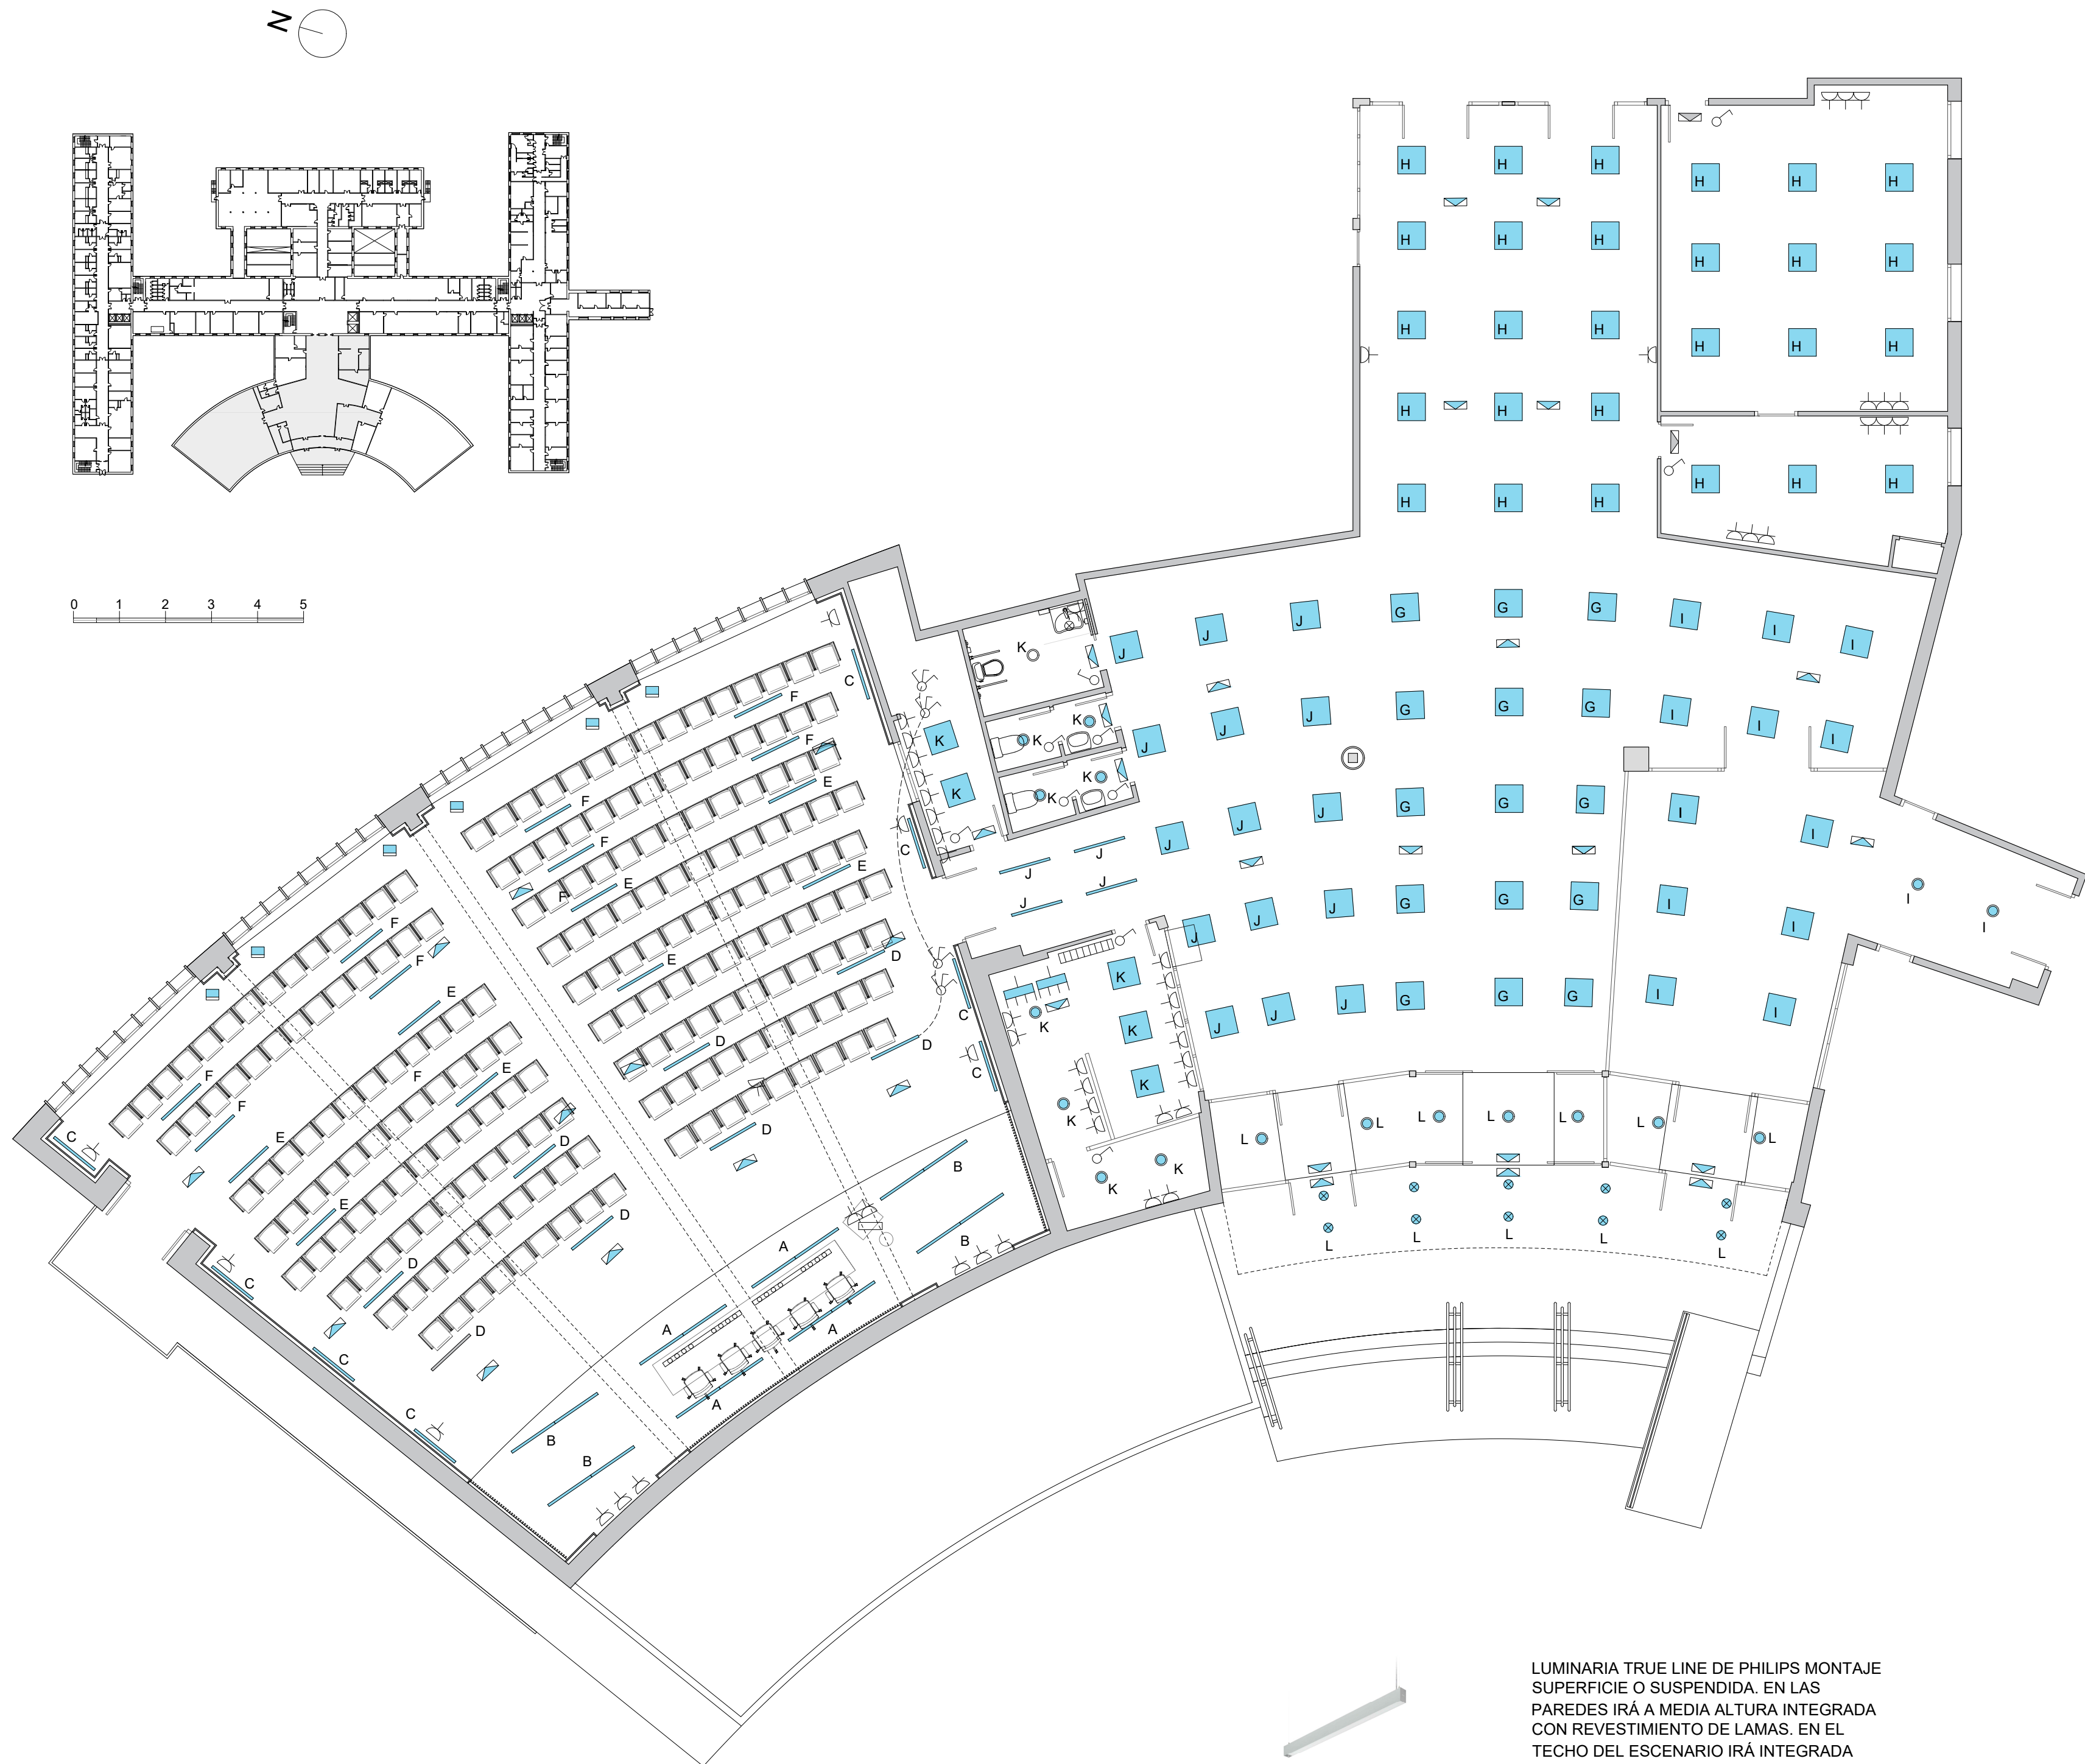 N
0 1 2 3 4 5
H H H
H H H
H H H
H H H
H H H
H H H
H H H
H H H
H H H
J J J G G G I I I
J J J G G G I I I
J J J G G G I I
J J J G G G I I
J J J G G G I I
I I
K
K K
K K
K
K
J J
J J
K
K
K
K
K
K K
L L L L L L L
L L L L L
C F
F
F E
F
C
F E E
F
F
E D
D D C
C
F E
F E
F
E D
D
C
E
D
D
D
C
C
C
B
B
A
A
A
A
B
B
LUMINARIA TRUE LINE DE PHILIPS MONTAJE
SUPERFICIE O SUSPENDIDA. EN LAS
PAREDES IRÁ A MEDIA ALTURA INTEGRADA
CON REVESTIMIENTO DE LAMAS. EN EL
TECHO DEL ESCENARIO IRÁ INTEGRADA